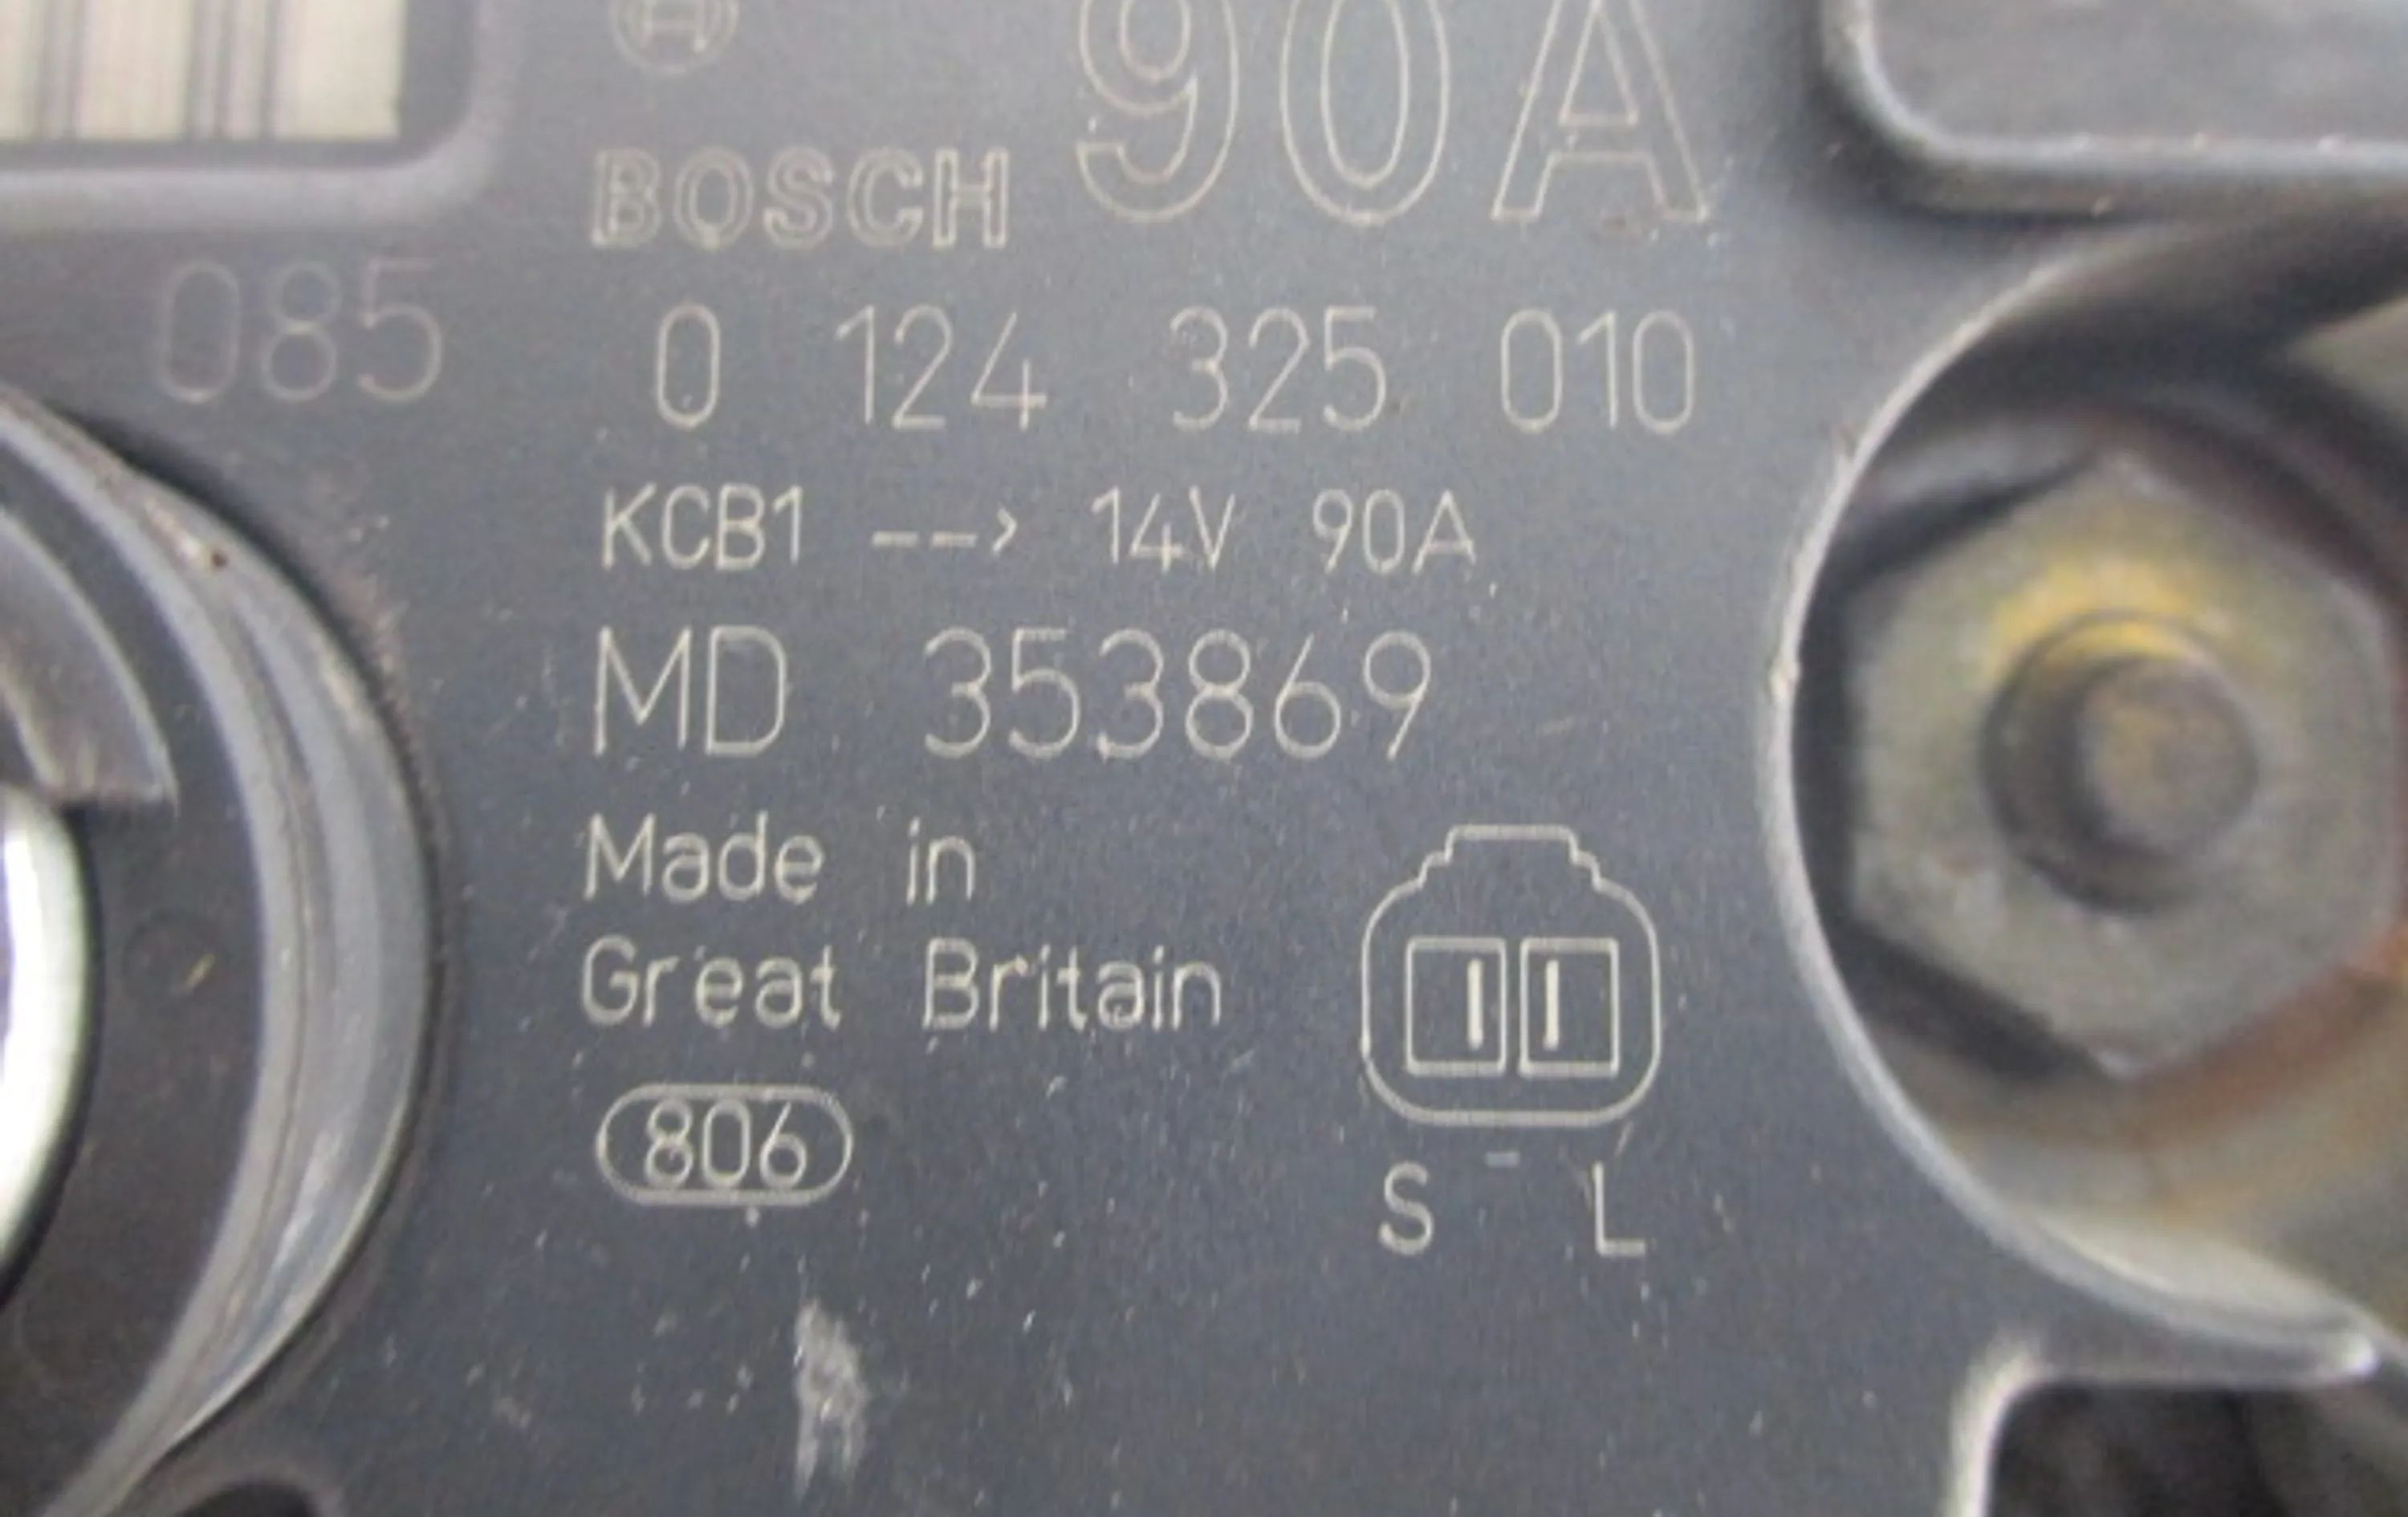 90A
BOSCH
085
0 124 325 010
KCB1 --> 14V 90A
MD 353869
Made in
Great Britain
806
S - L